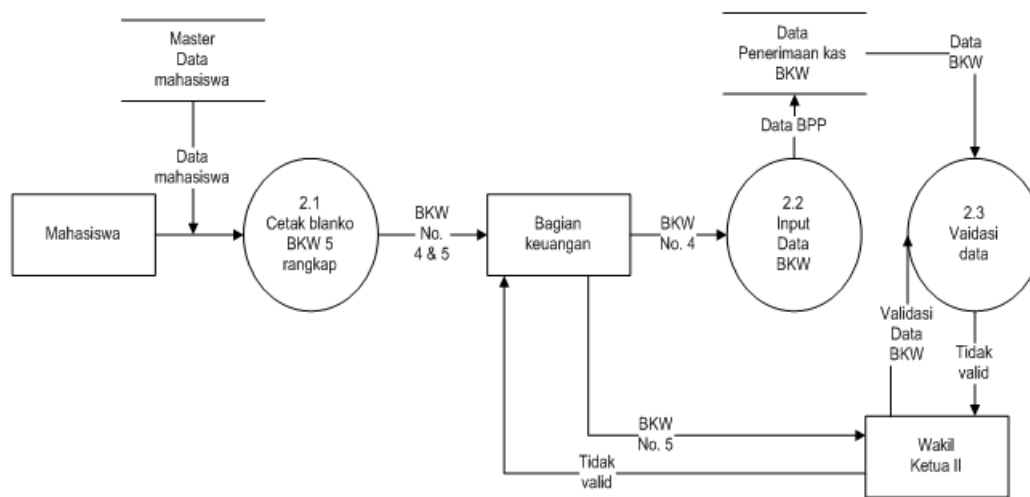 Master
Data
mahasiswa
Data
Penerimaan kas
BKW
Data
BKW
Data
mahasiswa
Data BPP
Mahasiswa
2.1
Cetak blanko
BKW 5
rangkap
BKW
No.
4 & 5
Bagian
keuangan
BKW
No. 4
2.2
Input
Data
BKW
2.3
Vaidasi
data
Validasi
Data
BKW
Tidak
valid
BKW
No. 5
Tidak
valid
Wakil
Ketua II